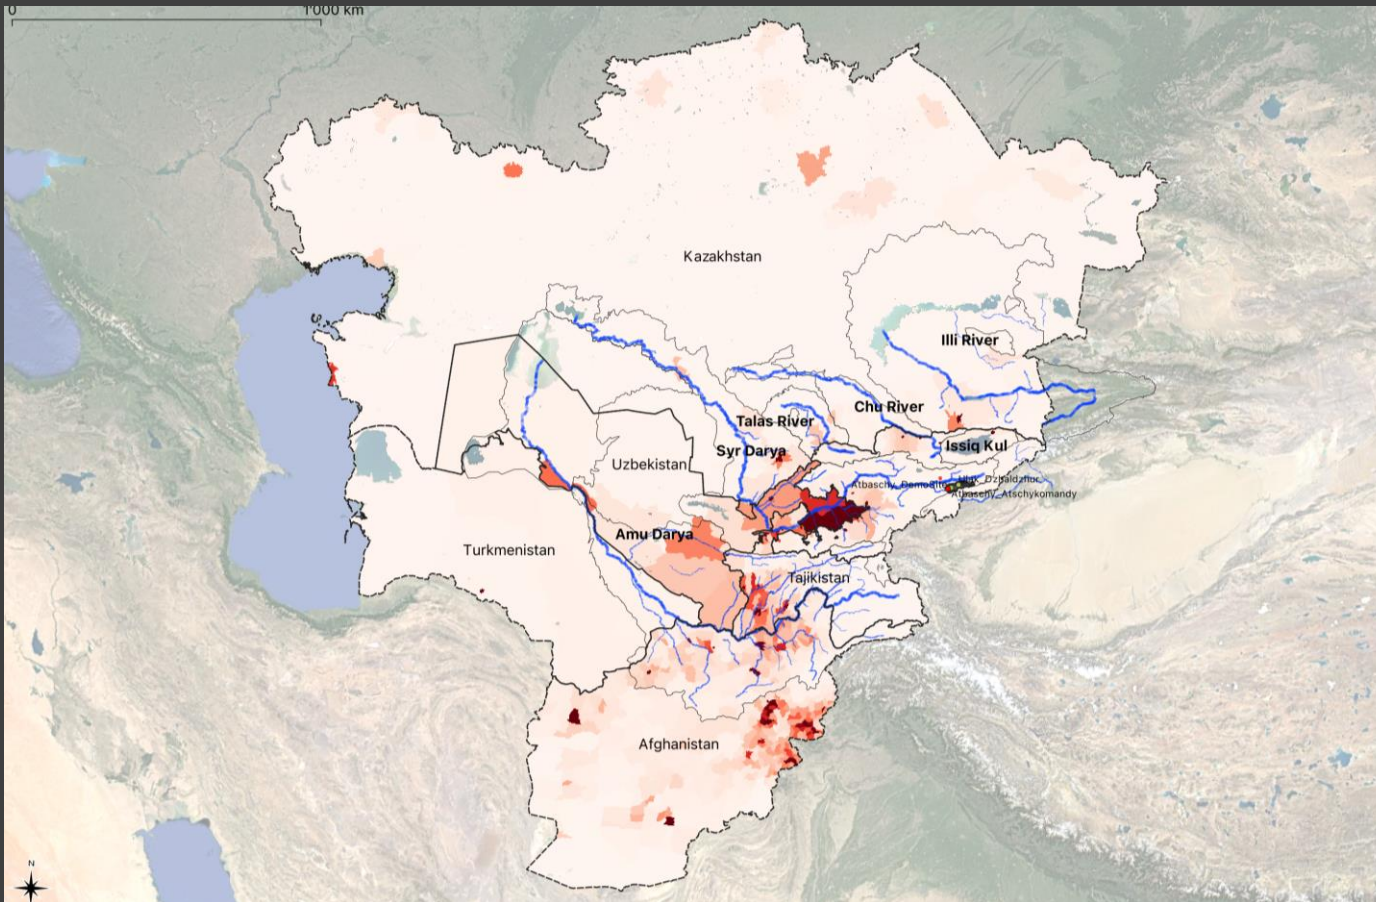 0 1'000 km
Kazakhstan
Illi River
Chu River
Talas River
Issiq Kul
Syr Darya
Uzbekistan
Atbaschy_Atschykomandy
Amu Darya
Turkmenistan
Tajikistan
Afghanistan
N